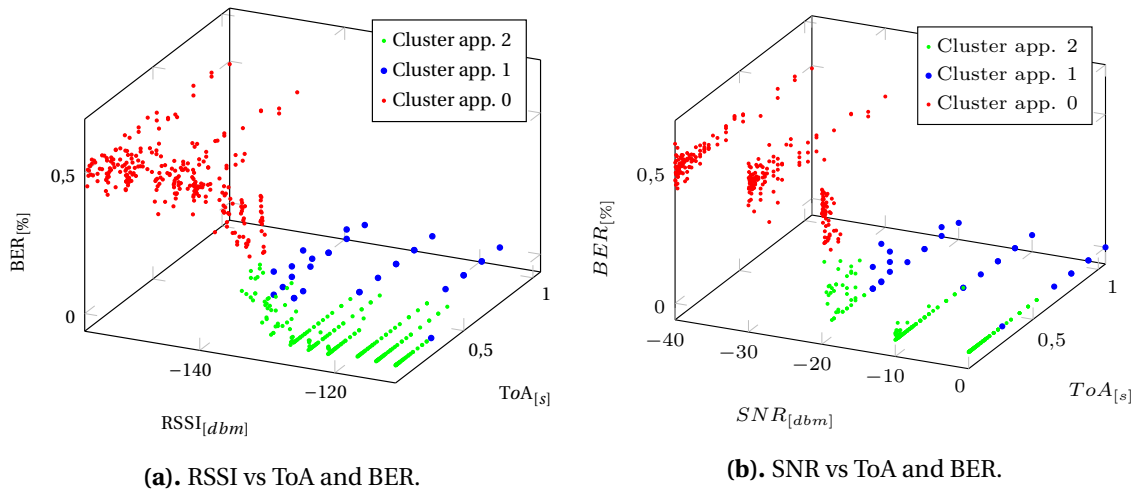 Cluster app. 2
Cluster app. 1
Cluster app. 0
0,5
0
BER[%]
−140
−120
0,5
1
RSSI[dbm]
ToA[s]
(a). RSSI vs ToA and BER.
Cluster app. 2
Cluster app. 1
Cluster app. 0
0,5
0
BER[%]
−40
−30
−20
−10
0
0,5
1
SNR[dbm]
ToA[s]
(b). SNR vs ToA and BER.